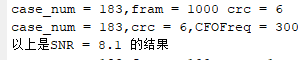 case_num = 183,fram = 1000 crc = 6
case_num = 183,crc = 6,CFOFreq = 300
以上是SNR = 8.1 的结果